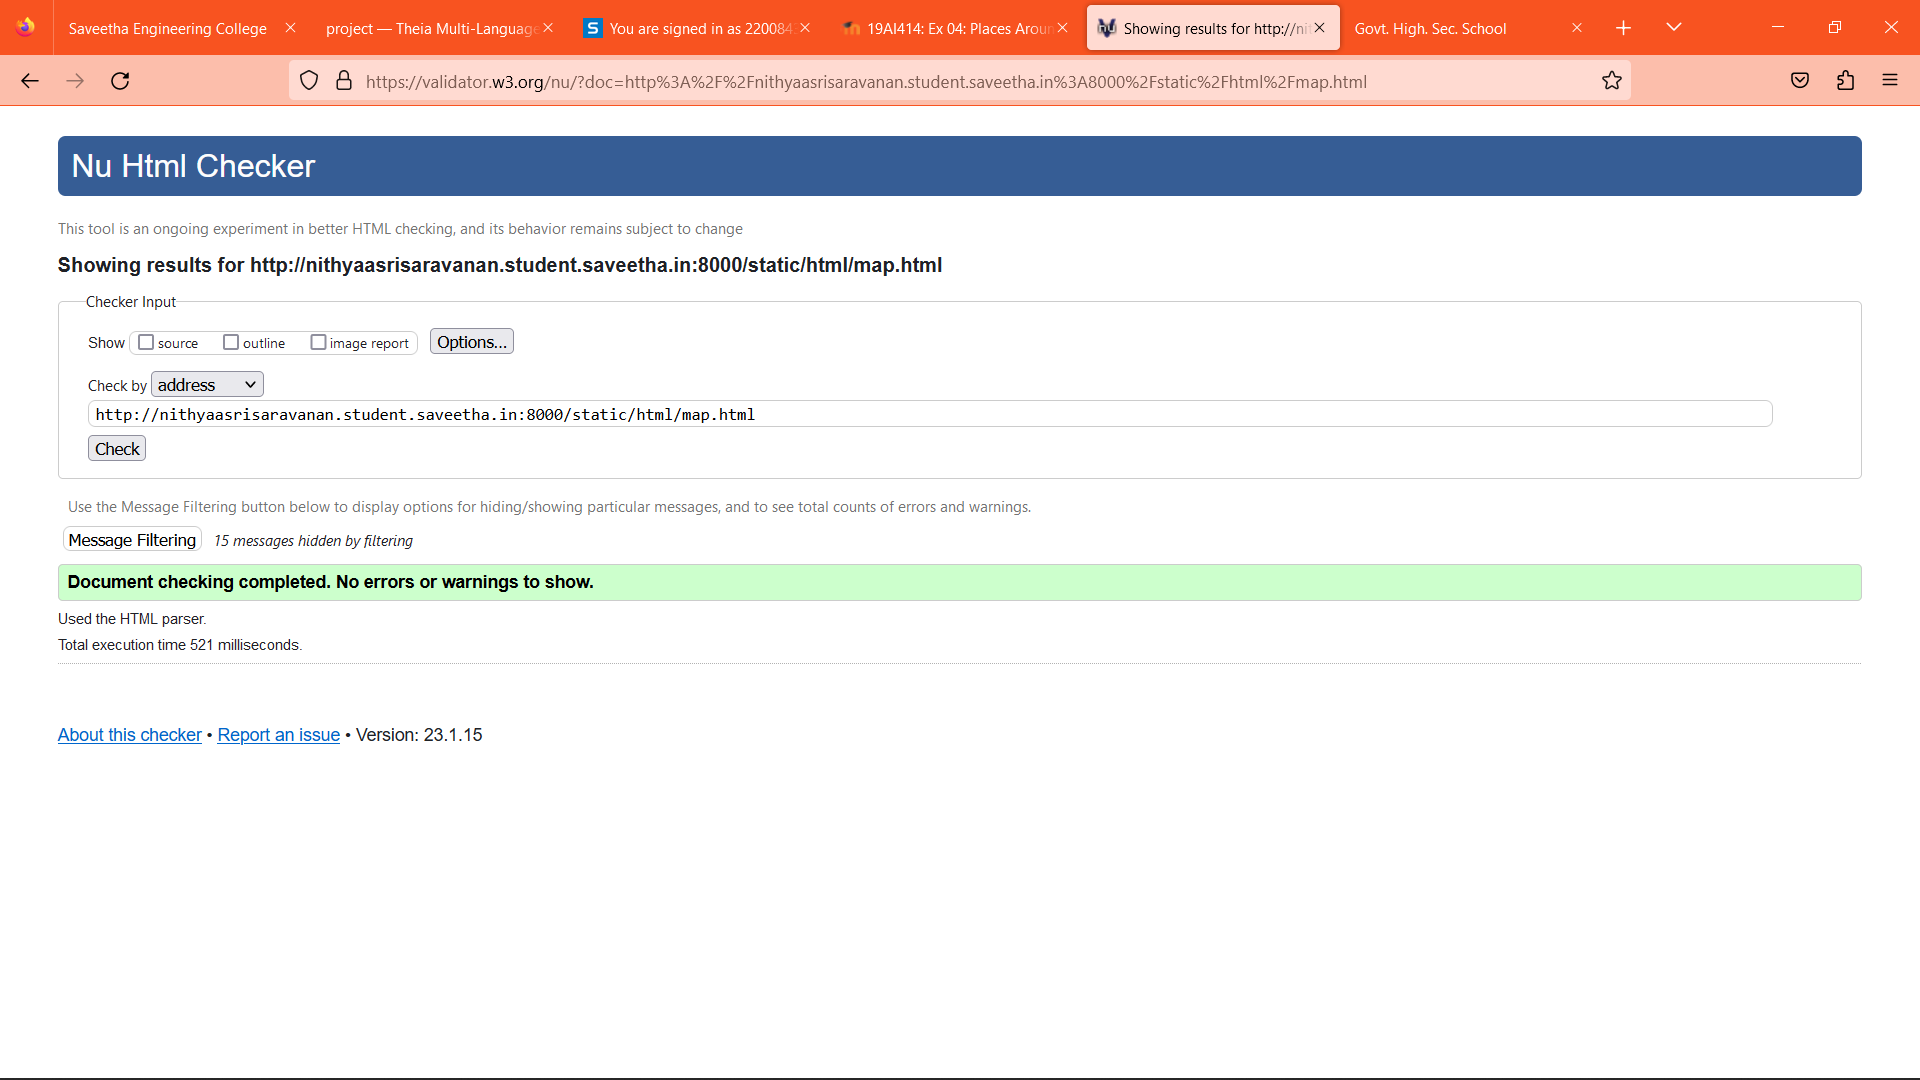 Saveetha Engineering College
project — Theia Multi-Language
You are signed in as 22008
19AI414: Ex 04: Places Aroun
Showing results for http://ni
Govt. High. Sec. School
https://validator.w3.org/nu/?doc=http%3A%2F%2Fnithyaasrisaravanan.student.saveetha.in%3A8000%2Fstatic%2Fhtml%2Fmap.html
Nu Html Checker
This tool is an ongoing experiment in better HTML checking, and its behavior remains subject to change
Showing results for http://nithyaasrisaravanan.student.saveetha.in:8000/static/html/map.html
Checker Input
Show source outline image report Options...
Check by address
http://nithyaasrisaravanan.student.saveetha.in:8000/static/html/map.html
Check
Use the Message Filtering button below to display options for hiding/showing particular messages, and to see total counts of errors and warnings.
Message Filtering 15 messages hidden by filtering
Document checking completed. No errors or warnings to show.
Used the HTML parser.
Total execution time 521 milliseconds.
About this checker • Report an issue • Version: 23.1.15